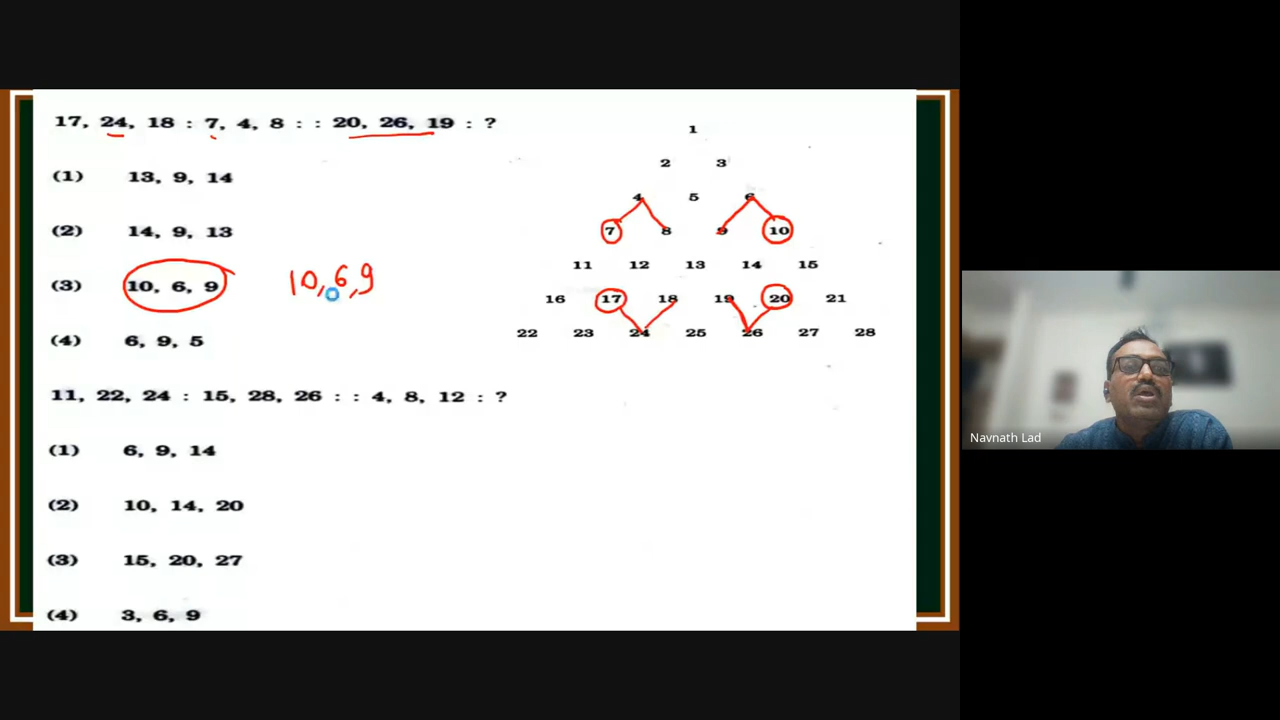 17, 24, 18 : 7, 4, 8 : : 20, 26, 19 : ?
(1) 13, 9, 14
(2) 14, 9, 13
(3) 10, 6, 9
10, 6, 9
(4) 6, 9, 5
11, 22, 24 : 15, 28, 26 : : 4, 8, 12 : ?
(1) 6, 9, 14
(2) 10, 14, 20
(3) 15, 20, 27
(4) 3, 6, 9
1
2 3
4 5 6
7 8 9 10
11 12 13 14 15
16 17 18 19 20 21
22 23 24 25 26 27 28
Navnath Lad